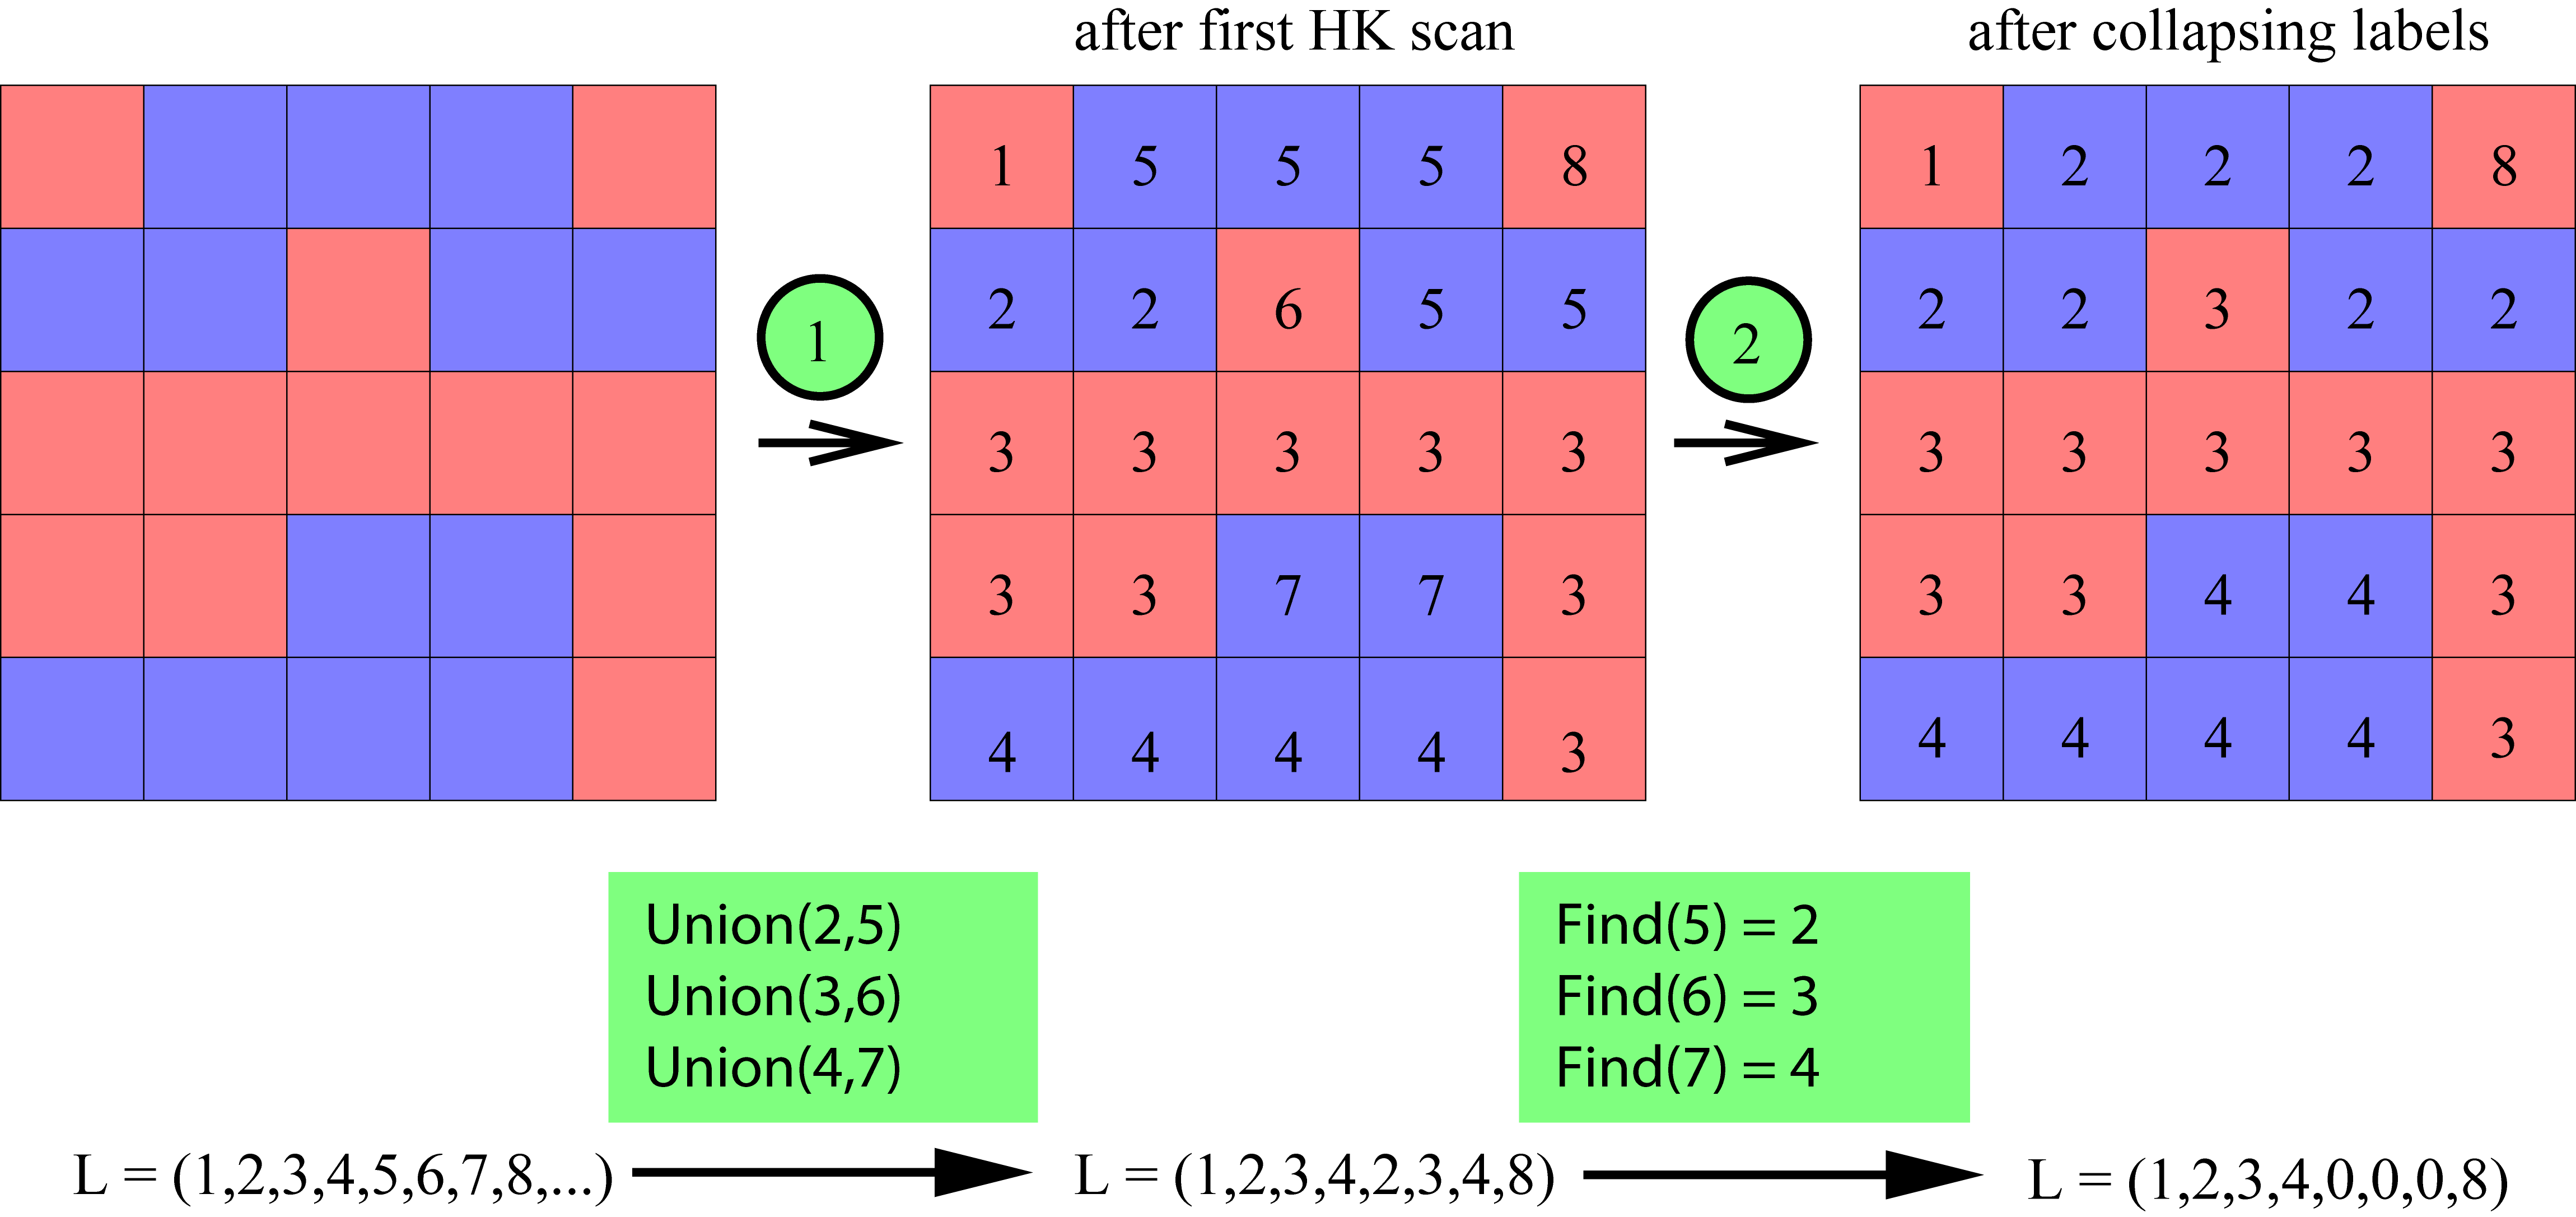 after first HK scan
after collapsing labels
1 5 5 5 8
2 2 6 5 5
3 3 3 3 3
3 3 7 7 3
4 4 4 4 3
1
2
1 2 2 2 8
2 2 3 2 2
3 3 3 3 3
3 3 4 4 3
4 4 4 4 3
Union(2,5)
Union(3,6)
Union(4,7)
Find(5) = 2
Find(6) = 3
Find(7) = 4
L = (1,2,3,4,5,6,7,8,...)
L = (1,2,3,4,2,3,4,8)
L = (1,2,3,4,0,0,0,8)